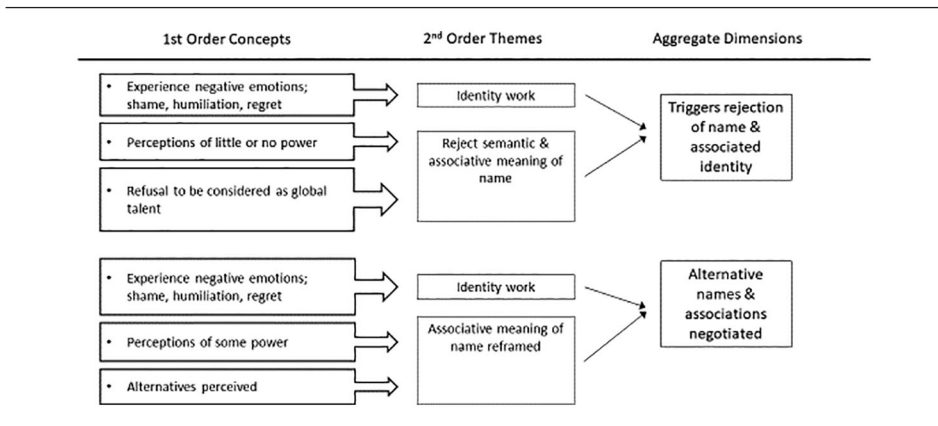 1st Order Concepts
2nd Order Themes
Aggregate Dimensions
• Experience negative emotions;
shame, humiliation, regret
• Perceptions of little or no power
• Refusal to be considered as global
talent
Identity work
Reject semantic &
associative meaning of
name
Triggers rejection
of name &
associated
identity
• Experience negative emotions;
shame, humiliation, regret
• Perceptions of some power
• Alternatives perceived
Identity work
Associative meaning of
name reframed
Alternative
names &
associations
negotiated